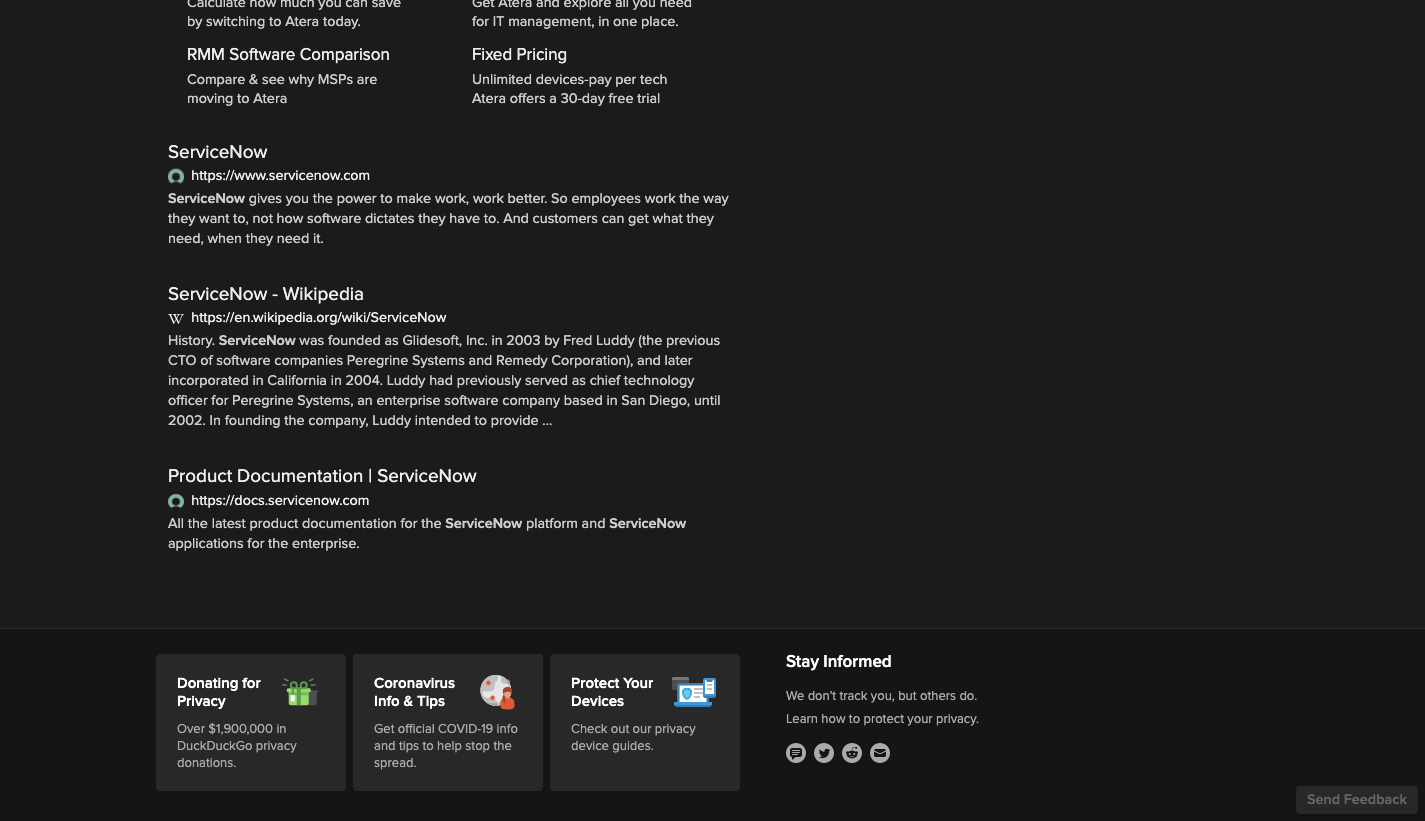 Calculate how much you can save
by switching to Atera today.
Get Atera and explore all you need
for IT management, in one place.
RMM Software Comparison
Compare & see why MSPs are
moving to Atera
Fixed Pricing
Unlimited devices-pay per tech
Atera offers a 30-day free trial
ServiceNow
https://www.servicenow.com
ServiceNow gives you the power to make work, work better. So employees work the way
they want to, not how software dictates they have to. And customers can get what they
need, when they need it.
ServiceNow - Wikipedia
W https://en.wikipedia.org/wiki/ServiceNow
History. ServiceNow was founded as Glidesoft, Inc. in 2003 by Fred Luddy (the previous
CTO of software companies Peregrine Systems and Remedy Corporation), and later
incorporated in California in 2004. Luddy had previously served as chief technology
officer for Peregrine Systems, an enterprise software company based in San Diego, until
2002. In founding the company, Luddy intended to provide ...
Product Documentation | ServiceNow
https://docs.servicenow.com
All the latest product documentation for the ServiceNow platform and ServiceNow
applications for the enterprise.
Donating for
Privacy
Over $1,900,000 in
DuckDuckGo privacy
donations.
Coronavirus
Info & Tips
Get official COVID-19 info
and tips to help stop the
spread.
Protect Your
Devices
Check out our privacy
device guides.
Stay Informed
We don't track you, but others do.
Learn how to protect your privacy.
Send Feedback